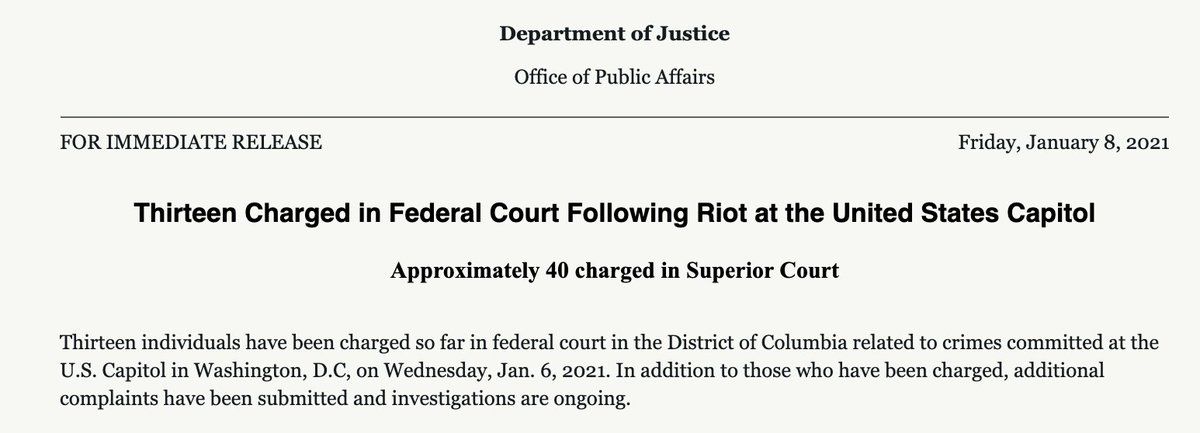 Department of Justice
Office of Public Affairs
FOR IMMEDIATE RELEASE
Friday, January 8, 2021
Thirteen Charged in Federal Court Following Riot at the United States Capitol
Approximately 40 charged in Superior Court
Thirteen individuals have been charged so far in federal court in the District of Columbia related to crimes committed at the
U.S. Capitol in Washington, D.C, on Wednesday, Jan. 6, 2021. In addition to those who have been charged, additional
complaints have been submitted and investigations are ongoing.